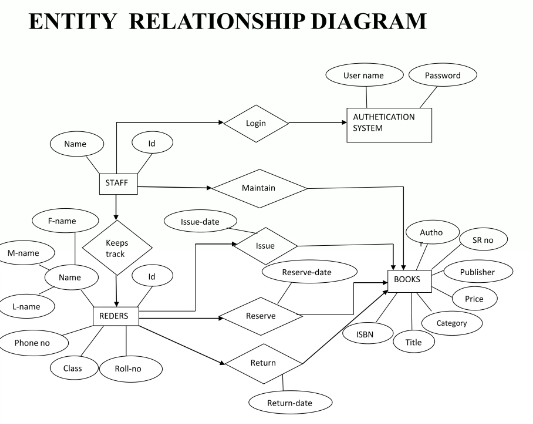 ENTITY RELATIONSHIP DIAGRAM
User name
Password
Login
AUTHETICATION
SYSTEM
Name
Id
STAFF
Maintain
F-name
Issue-date
Keeps
track
Issue
Autho
r
SR no
M-name
Name
Id
Reserve-date
BOOKS
Publisher
Price
L-name
REDERS
Reserve
Category
ISBN
Title
Phone no
Class
Roll-no
Return
Return-date